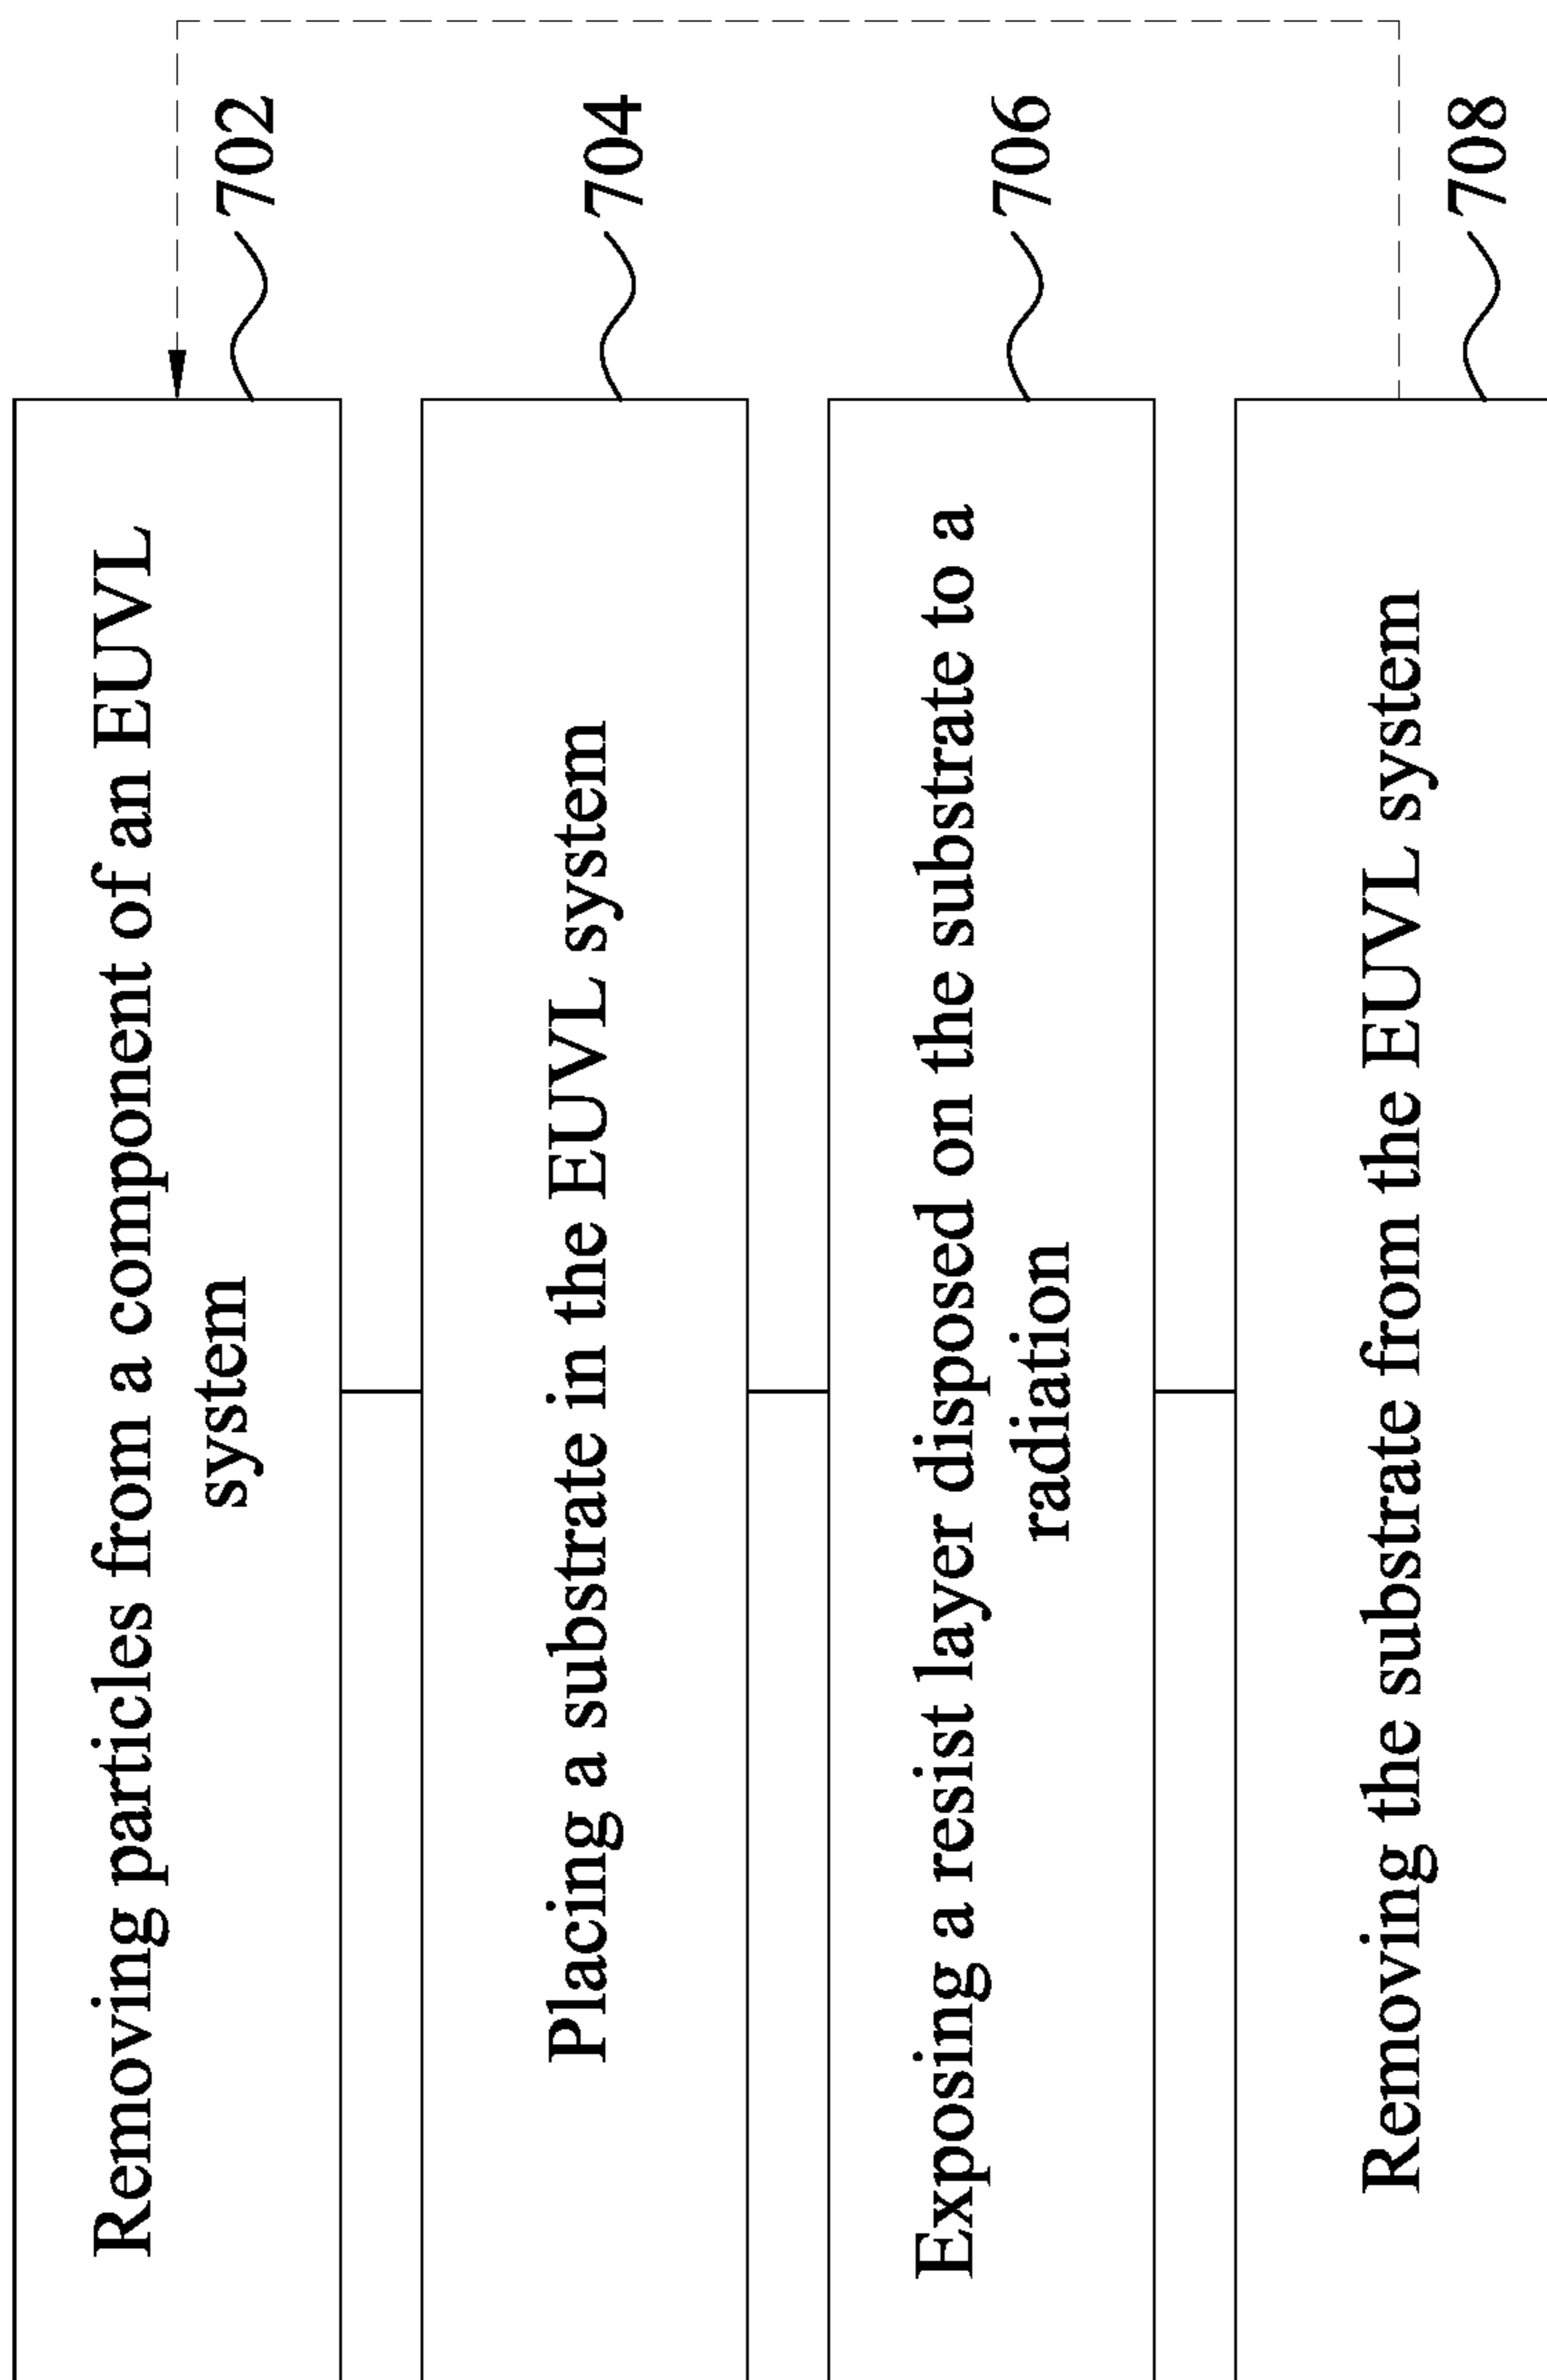 Removing particles from a component of an EUVL
system
702
Placing a substrate in the EUVL system
704
Exposing a resist layer disposed on the substrate to a
radiation
706
Removing the substrate from the EUVL system
708